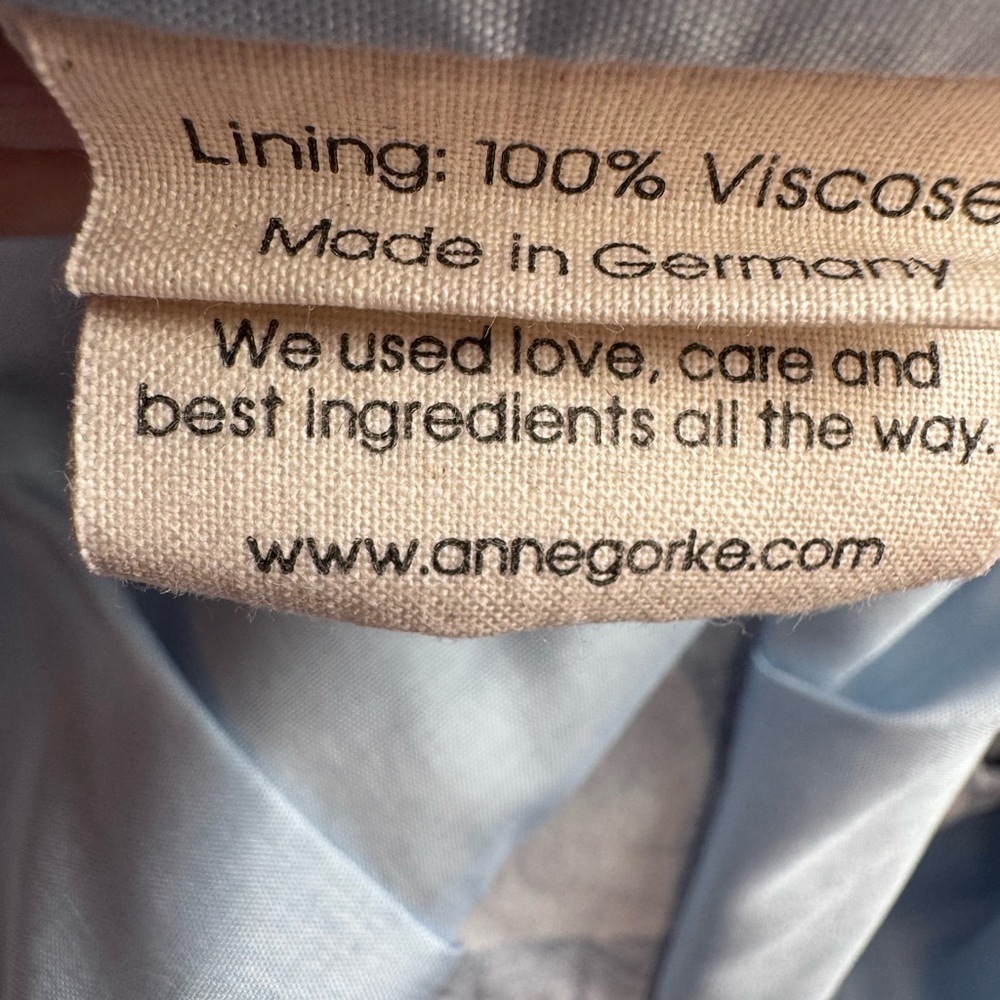 Lining: 100% Viscose
Made in Germany
We used love, care and
best ingredients all the way.
www.annegorke.com